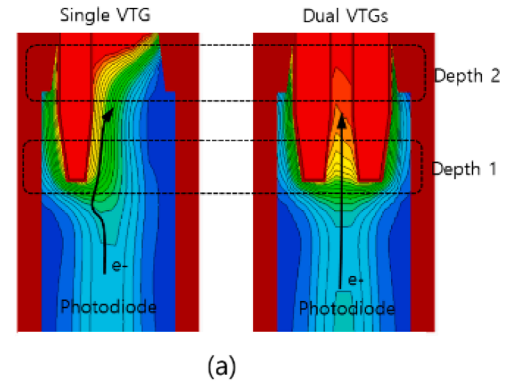 Single VTG
Dual VTGs
Depth 2
Depth 1
e-
Photodiode
e-
Photodiode
(a)